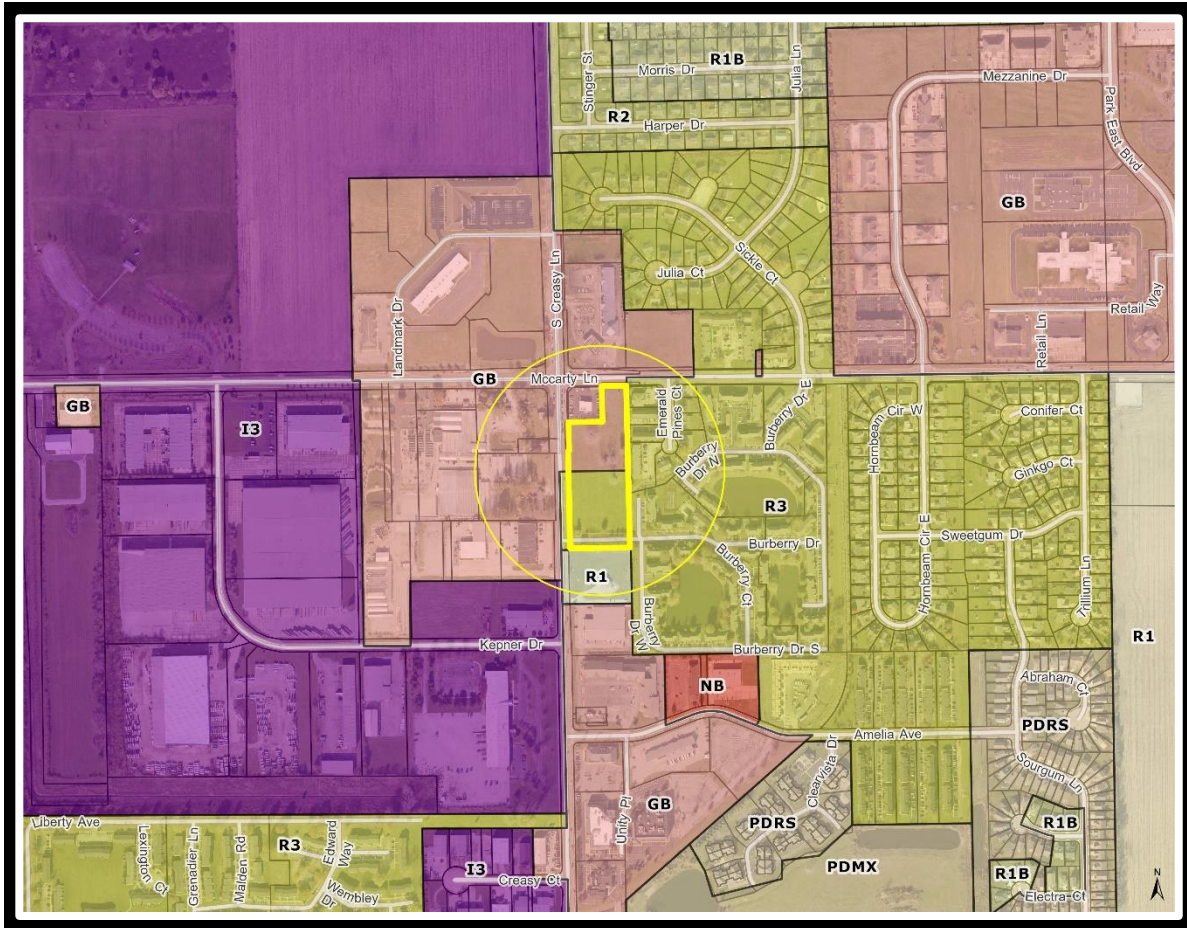 R1B
Morris Dr
Stinger St
Julia Ln
Mezzanine Dr
R2
Harper Dr
Park East Blvd
GB
Sickle Ct
Julia Ct
S Creasy Ln
Landmark Dr
Retail Way
Retail Ln
GB
Mccarty Ln
GB
I3
Emerald
Pines Ct
Burberry Dr E
Hornbeam
Cir W
Conifer Ct
Burberry
Dr N
Ginkgo Ct
R3
Burberry Dr
Sweetgum Dr
Hornbeam Cir E
Trillium Ln
Burberry Ct
R1
Burberry
Dr W
R1
Kepner Dr
Burberry Dr S
NB
Abraham Ct
PDRS
Amelia Ave
Clearvista Dr
Sourgum Ln
Unity Pl
GB
PDRS
R1B
Liberty Ave
Lexington
Ct
Grenadier Ln
Malden Rd
Edward
Way
R3
Wembley
Dr
I3
Creasy Ct
PDMX
R1B
Electra Ct
N